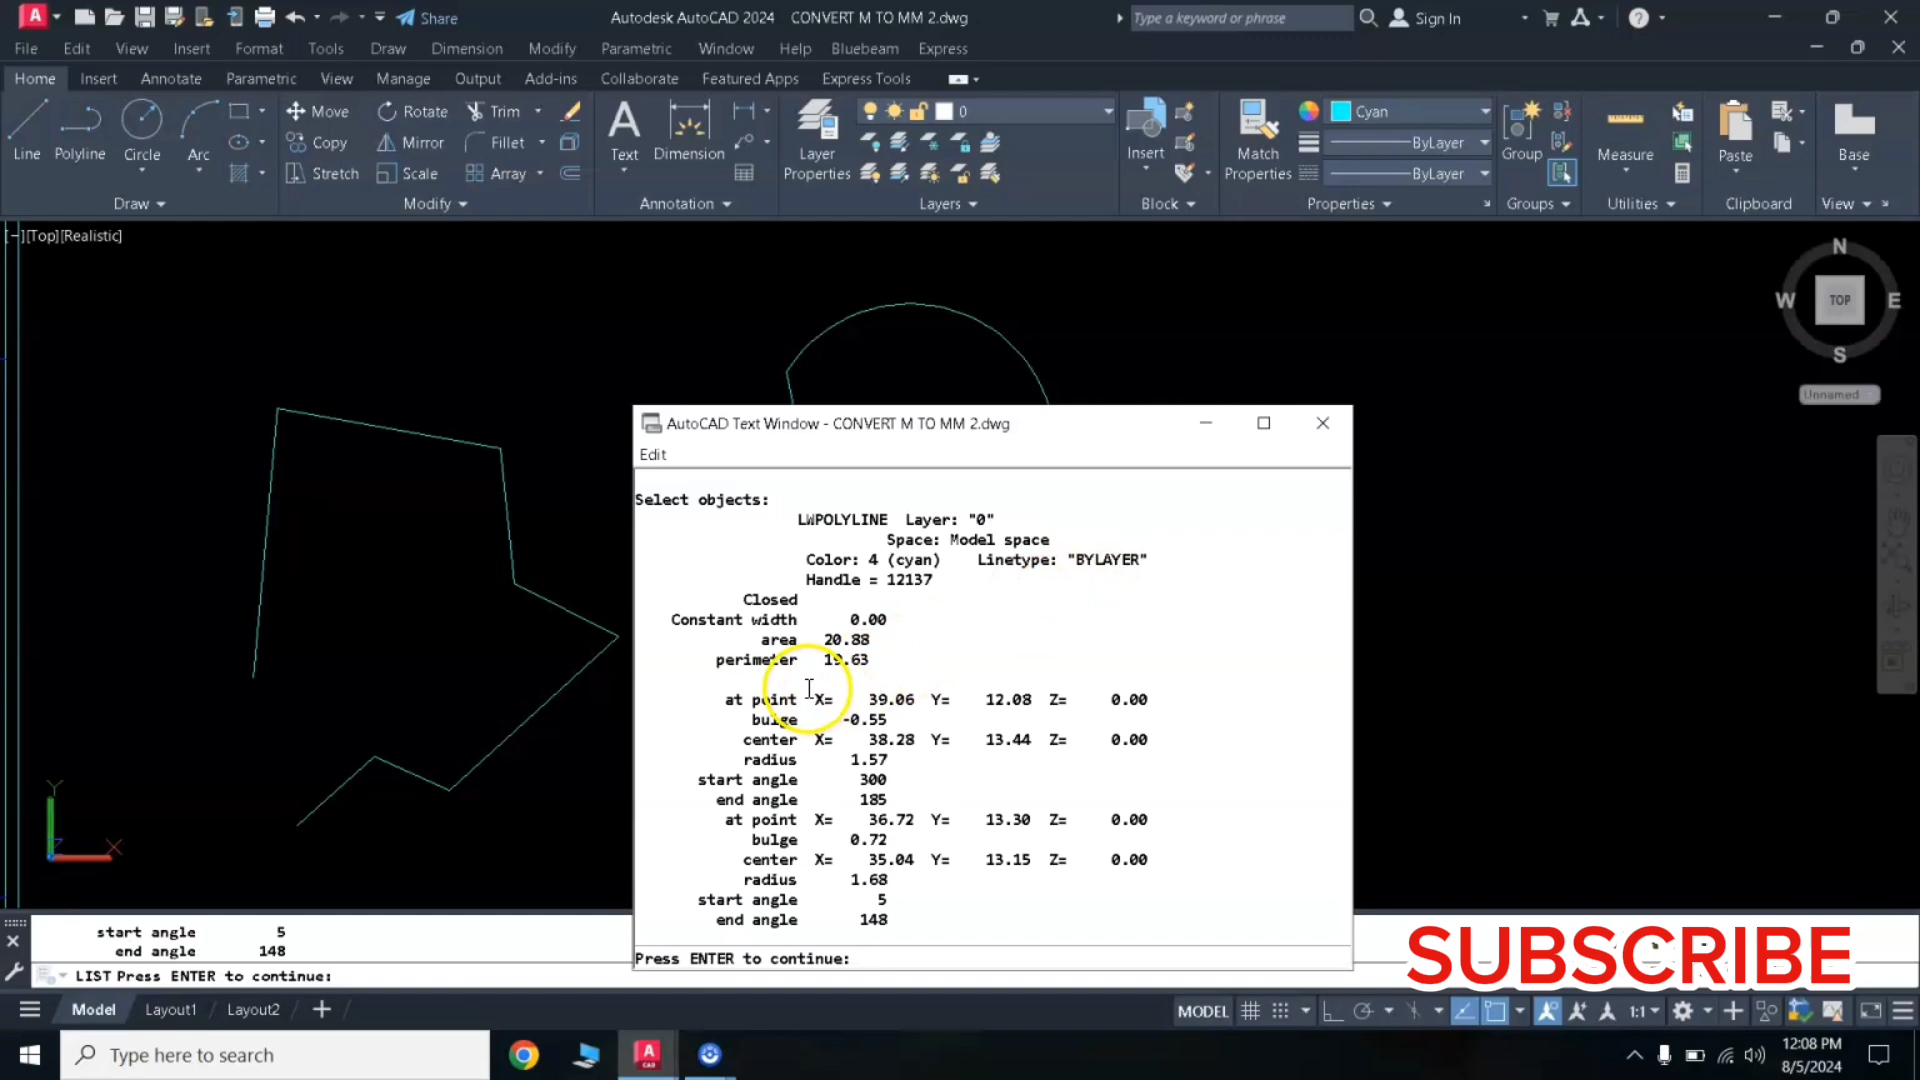 Share
Autodesk AutoCAD 2024 CONVERT M TO MM 2.dwg
Type a keyword or phrase
Sign In
File Edit View Insert Format Tools Draw Dimension Modify Parametric Window Help Bluebeam Express
Home Insert Annotate Parametric View Manage Output Add-ins Collaborate Featured Apps Express Tools
Line
Polyline
Circle
Arc
Draw
Move
Rotate
Trim
Copy
Mirror
Fillet
Stretch
Scale
Array
Modify
Text
Dimension
Annotation
Layer
Properties
0
Layers
Insert
Block
Match
Properties
Cyan
ByLayer
ByLayer
Properties
Group
Groups
Measure
Utilities
Paste
Clipboard
Base
View
[-][Top][Realistic]
N
W TOP E
S
Unnamed
AutoCAD Text Window - CONVERT M TO MM 2.dwg
Edit
Select objects:
LWPOLYLINE Layer: "0"
Space: Model space
Color: 4 (cyan) Linetype: "BYLAYER"
Handle = 12137
Closed
Constant width 0.00
area 20.88
perimeter 19.63
at point X= 39.06 Y= 12.08 Z= 0.00
bulge -0.55
center X= 38.28 Y= 13.44 Z= 0.00
radius 1.57
start angle 300
end angle 185
at point X= 36.72 Y= 13.30 Z= 0.00
bulge 0.72
center X= 35.04 Y= 13.15 Z= 0.00
radius 1.68
start angle 5
end angle 148
Press ENTER to continue:
Y
Z X
start angle 5
end angle 148
LIST Press ENTER to continue:
SUBSCRIBE
Model Layout1 Layout2
MODEL 1:1
Type here to search
12:08 PM
8/5/2024